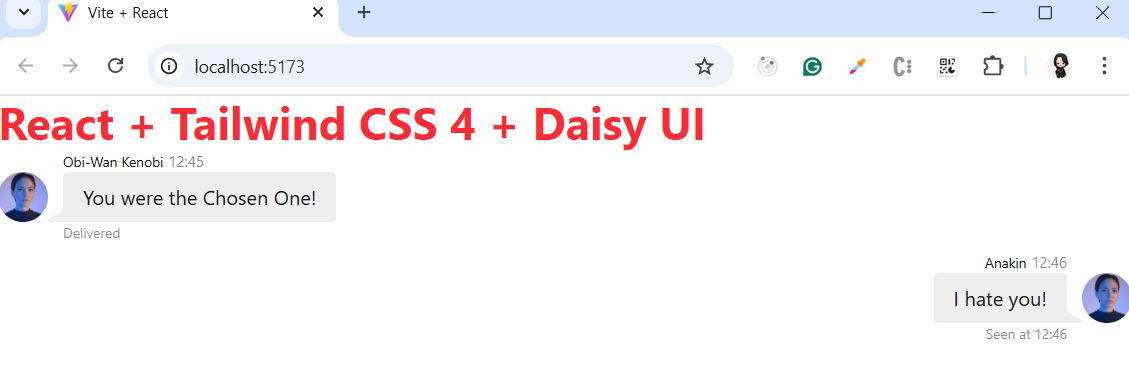 Vite + React
localhost:5173
React + Tailwind CSS 4 + Daisy UI
Obi-Wan Kenobi 12:45
You were the Chosen One!
Delivered
Anakin 12:46
I hate you!
Seen at 12:46